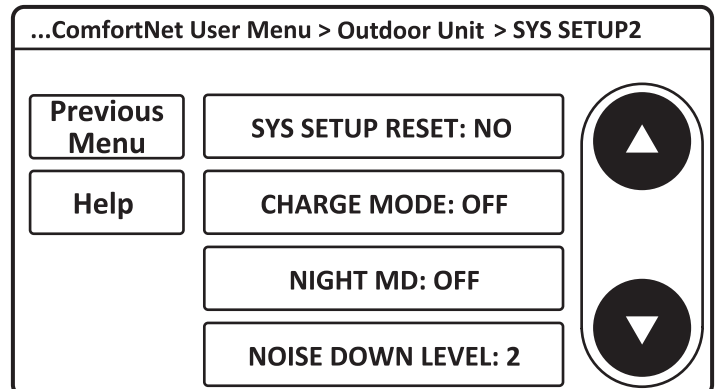 ...ComfortNet User Menu > Outdoor Unit > SYS SETUP2
Previous
Menu
SYS SETUP RESET: NO
Help
CHARGE MODE: OFF
NIGHT MD: OFF
NOISE DOWN LEVEL: 2